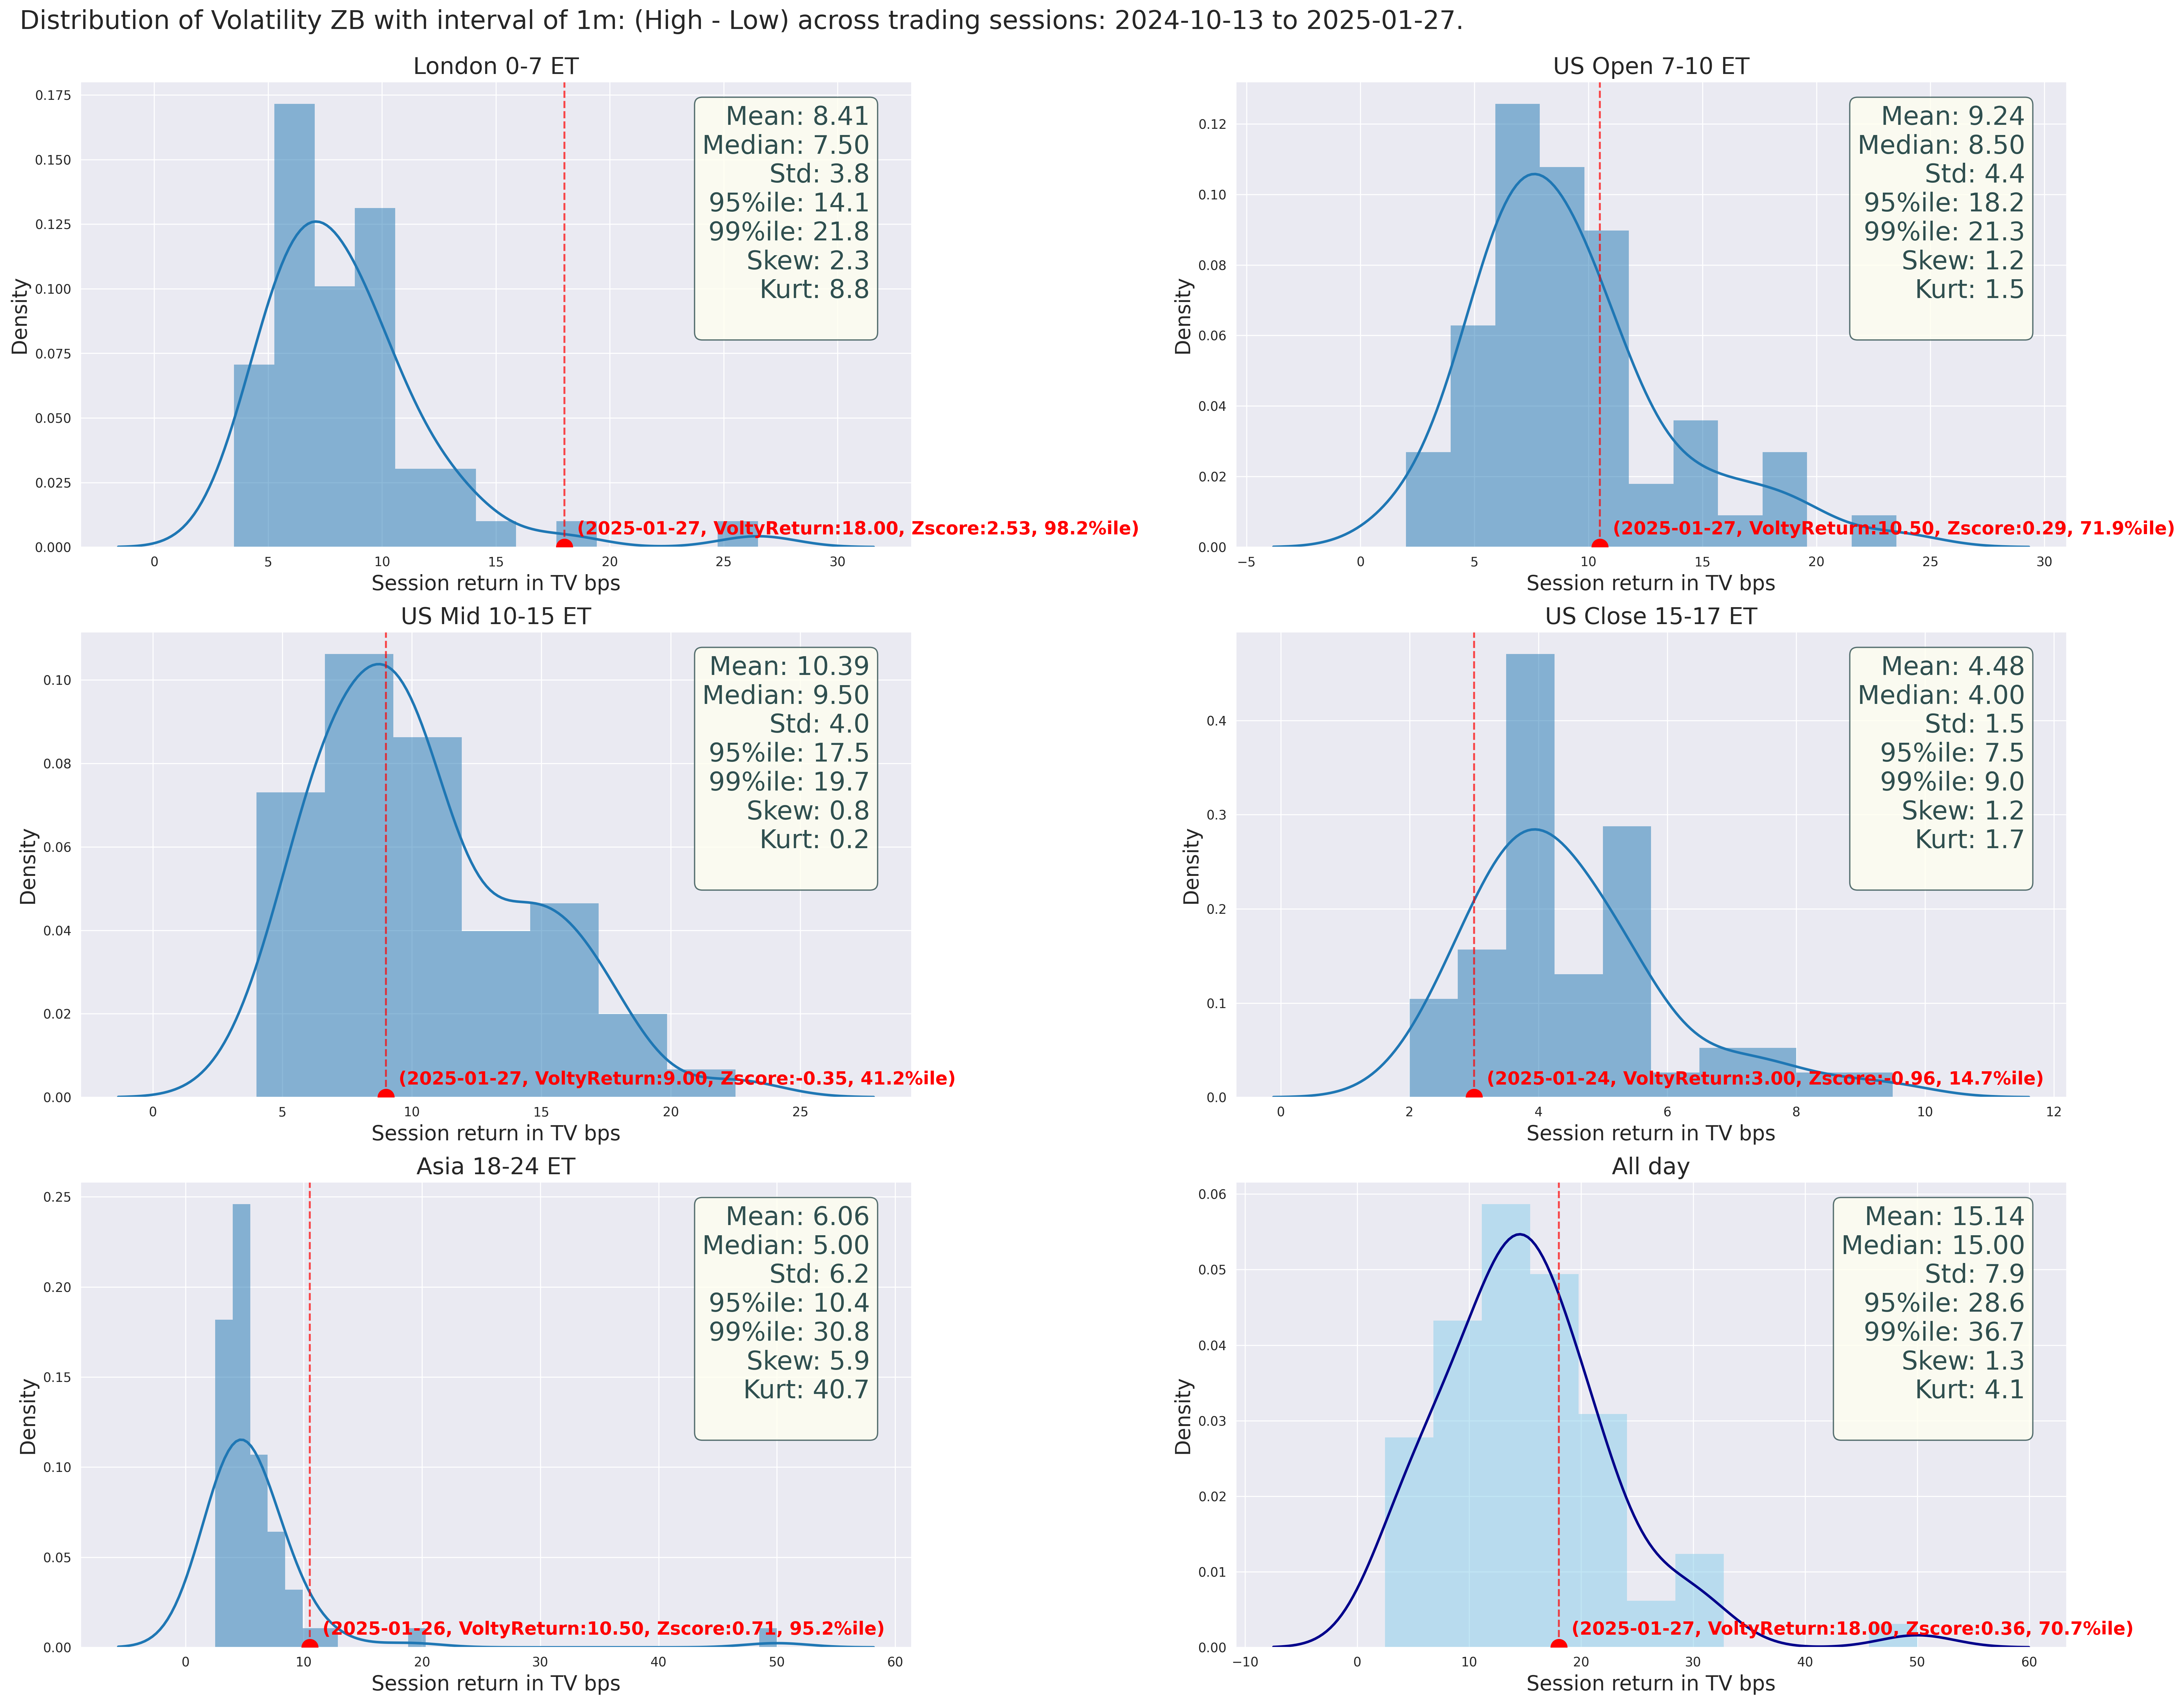 Distribution of Volatility ZB with interval of 1m: (High - Low) across trading sessions: 2024-10-13 to 2025-01-27.
London 0-7 ET
Density
0.175
0.150
0.125
0.100
0.075
0.050
0.025
0.000
Mean: 8.41
Median: 7.50
Std: 3.8
95%ile: 14.1
99%ile: 21.8
Skew: 2.3
Kurt: 8.8
(2025-01-27, VoltyReturn:18.00, Zscore:2.53, 98.2%ile)
0 5 10 15 20 25 30
Session return in TV bps
US Open 7-10 ET
Density
0.12
0.10
0.08
0.06
0.04
0.02
0.00
Mean: 9.24
Median: 8.50
Std: 4.4
95%ile: 18.2
99%ile: 21.3
Skew: 1.2
Kurt: 1.5
(2025-01-27, VoltyReturn:10.50, Zscore:0.29, 71.9%ile)
−5 0 5 10 15 20 25 30
Session return in TV bps
US Mid 10-15 ET
Density
0.10
0.08
0.06
0.04
0.02
0.00
Mean: 10.39
Median: 9.50
Std: 4.0
95%ile: 17.5
99%ile: 19.7
Skew: 0.8
Kurt: 0.2
(2025-01-27, VoltyReturn:9.00, Zscore:-0.35, 41.2%ile)
0 5 10 15 20 25
Session return in TV bps
US Close 15-17 ET
Density
0.4
0.3
0.2
0.1
0.0
Mean: 4.48
Median: 4.00
Std: 1.5
95%ile: 7.5
99%ile: 9.0
Skew: 1.2
Kurt: 1.7
(2025-01-24, VoltyReturn:3.00, Zscore:-0.96, 14.7%ile)
0 2 4 6 8 10 12
Session return in TV bps
Asia 18-24 ET
Density
0.25
0.20
0.15
0.10
0.05
0.00
Mean: 6.06
Median: 5.00
Std: 6.2
95%ile: 10.4
99%ile: 30.8
Skew: 5.9
Kurt: 40.7
(2025-01-26, VoltyReturn:10.50, Zscore:0.71, 95.2%ile)
0 10 20 30 40 50 60
Session return in TV bps
All day
Density
0.06
0.05
0.04
0.03
0.02
0.01
0.00
Mean: 15.14
Median: 15.00
Std: 7.9
95%ile: 28.6
99%ile: 36.7
Skew: 1.3
Kurt: 4.1
(2025-01-27, VoltyReturn:18.00, Zscore:0.36, 70.7%ile)
−10 0 10 20 30 40 50 60
Session return in TV bps